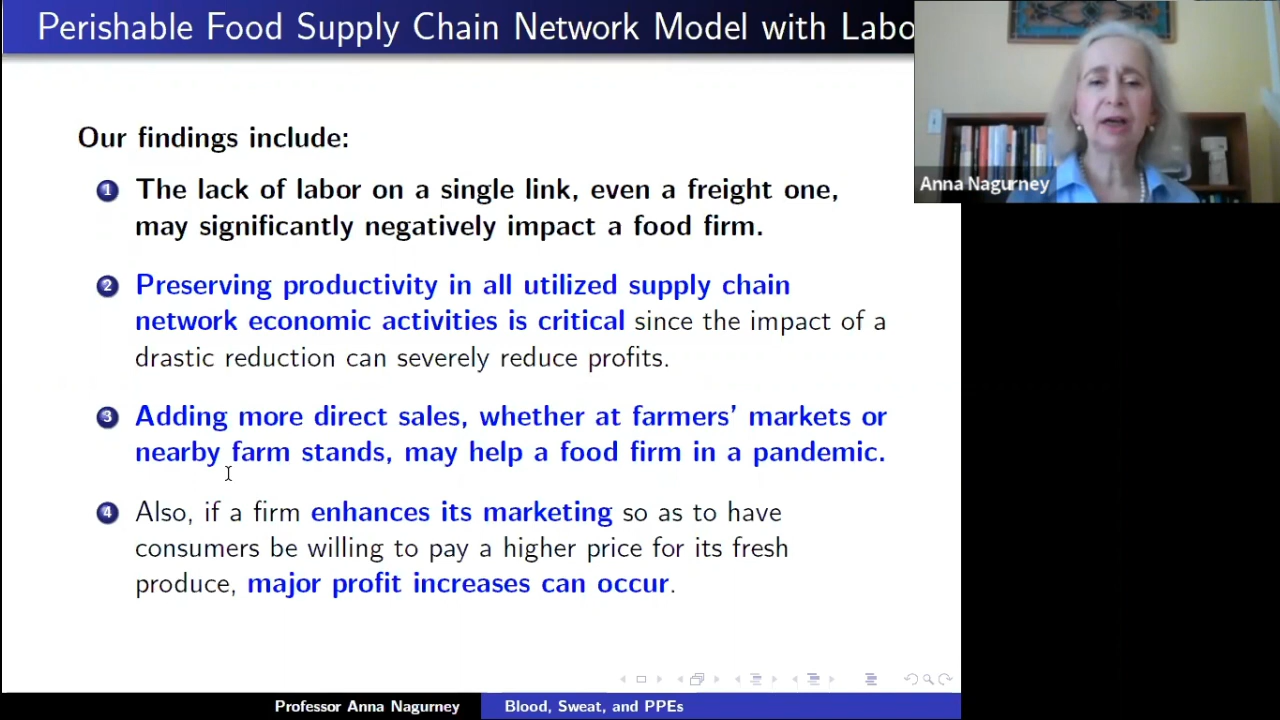 Perishable Food Supply Chain Network Model with Labo
Anna Nagurney
Our findings include:
1 The lack of labor on a single link, even a freight one,
may significantly negatively impact a food firm.
2 Preserving productivity in all utilized supply chain
network economic activities is critical since the impact of a
drastic reduction can severely reduce profits.
3 Adding more direct sales, whether at farmers' markets or
nearby farm stands, may help a food firm in a pandemic.
4 Also, if a firm enhances its marketing so as to have
consumers be willing to pay a higher price for its fresh
produce, major profit increases can occur.
Professor Anna Nagurney
Blood, Sweat, and PPEs